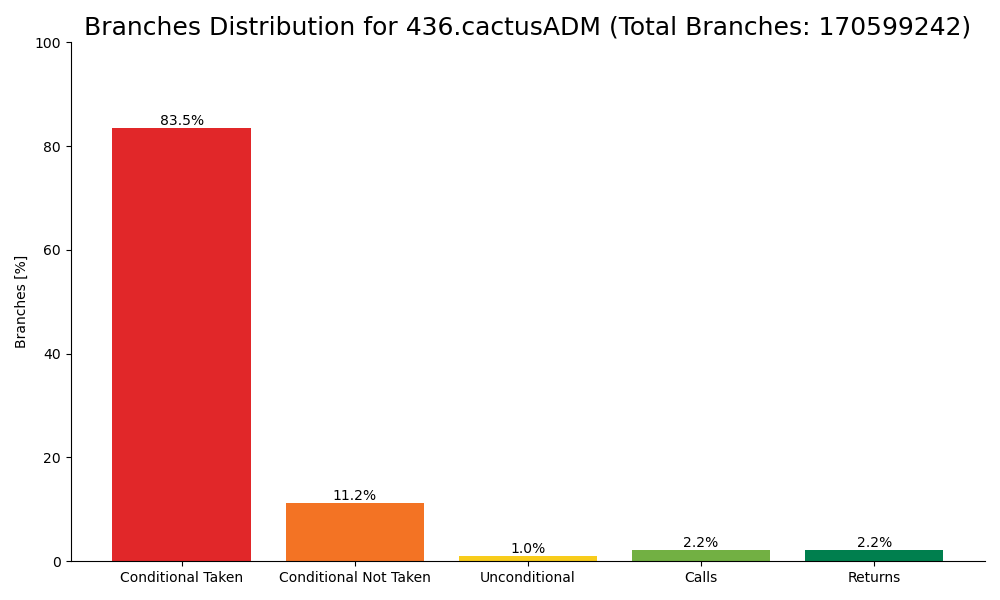 Branches Distribution for 436.cactusADM (Total Branches: 170599242)
100
80
60
40
20
0
Branches [%]
83.5%
11.2%
1.0%
2.2%
2.2%
Conditional Taken
Conditional Not Taken
Unconditional
Calls
Returns